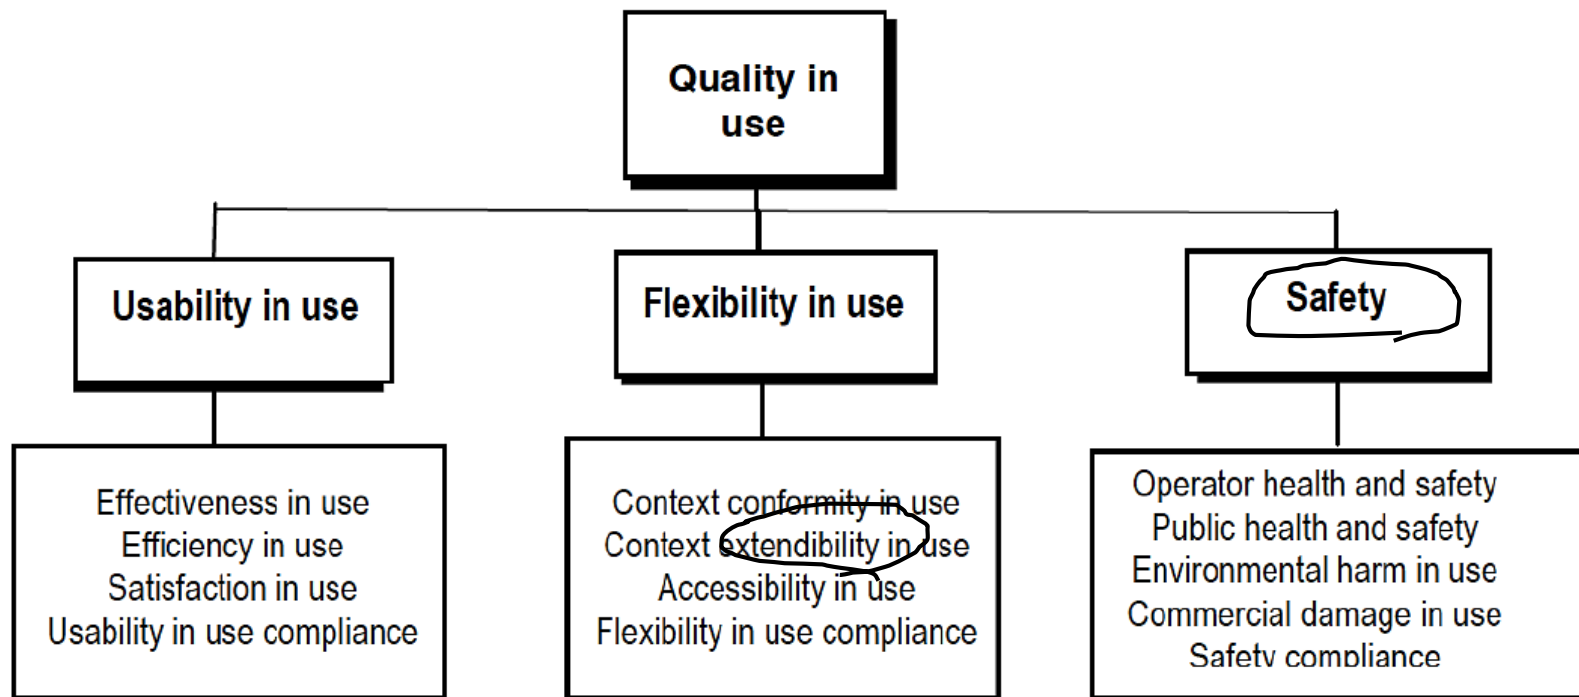 Quality in
use
Usability in use
Flexibility in use
Safety
Effectiveness in use
Efficiency in use
Satisfaction in use
Usability in use compliance
Context conformity in use
Context extendibility in use
Accessibility in use
Flexibility in use compliance
Operator health and safety
Public health and safety
Environmental harm in use
Commercial damage in use
Safety compliance